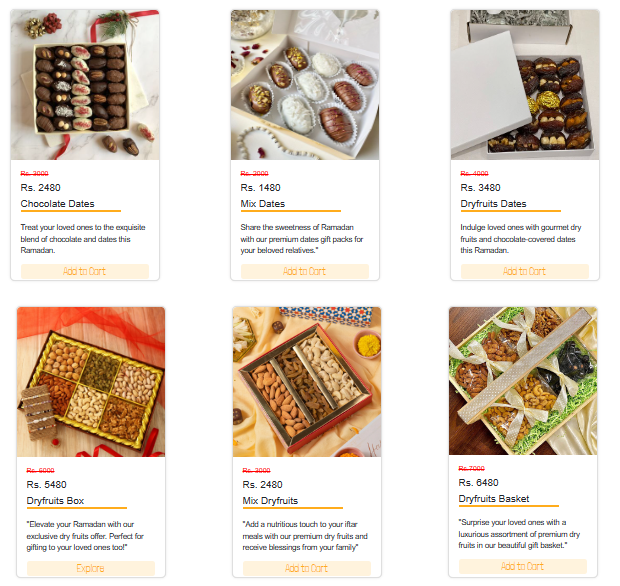 Rs. 3000
Rs. 2480
Chocolate Dates
Treat your loved ones to the exquisite
blend of chocolate and dates this
Ramadan.
Add to Cart
Rs. 2000
Rs. 1480
Mix Dates
Share the sweetness of Ramadan
with our premium dates gift packs for
your beloved relatives."
Add to Cart
Rs. 4000
Rs. 3480
Dryfruits Dates
Indulge loved ones with gourmet dry
fruits and chocolate-covered dates
this Ramadan.
Add to Cart
Rs. 6000
Rs. 5480
Dryfruits Box
"Elevate your Ramadan with our
exclusive dry fruits offer. Perfect for
gifting to your loved ones too!"
Explore
Rs. 3000
Rs. 2480
Mix Dryfruits
"Add a nutritious touch to your iftar
meals with our premium dry fruits and
receive blessings from your family"
Add to Cart
Rs.7000
Rs. 6480
Dryfruits Basket
"Surprise your loved ones with a
luxurious assortment of premium dry
fruits in our beautiful gift basket."
Add to Cart